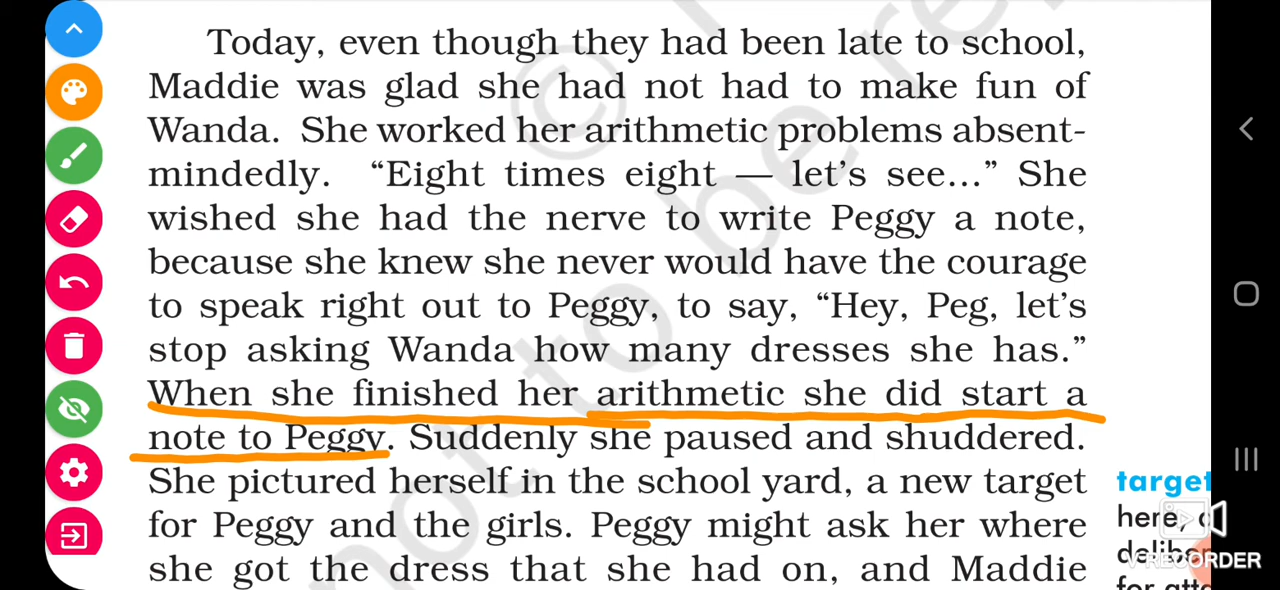 Today, even though they had been late to school,
Maddie was glad she had not had to make fun of
Wanda. She worked her arithmetic problems absent-
mindedly. “Eight times eight — let’s see...” She
wished she had the nerve to write Peggy a note,
because she knew she never would have the courage
to speak right out to Peggy, to say, “Hey, Peg, let’s
stop asking Wanda how many dresses she has.”
When she finished her arithmetic she did start a
note to Peggy. Suddenly she paused and shuddered.
She pictured herself in the school yard, a new target
for Peggy and the girls. Peggy might ask her where
she got the dress that she had on, and Maddie
target
here,
V RECORDER
not to be re
©